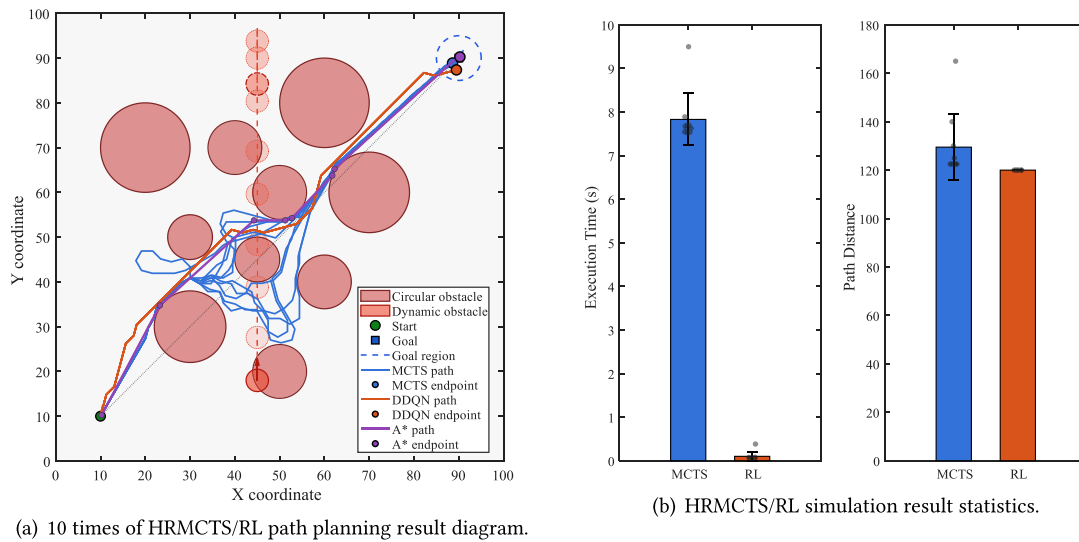 100
90
80
70
60
50
40
30
20
10
0
Y coordinate
0 10 20 30 40 50 60 70 80 90 100
X coordinate
Circular obstacle
Dynamic obstacle
Start
Goal
Goal region
MCTS path
MCTS endpoint
DDQN path
DDQN endpoint
A* path
A* endpoint
(a) 10 times of HRMCTS/RL path planning result diagram.
10
9
8
7
6
5
4
3
2
1
0
Execution Time (s)
MCTS RL
180
160
140
120
100
80
60
40
20
0
Path Distance
MCTS RL
(b) HRMCTS/RL simulation result statistics.